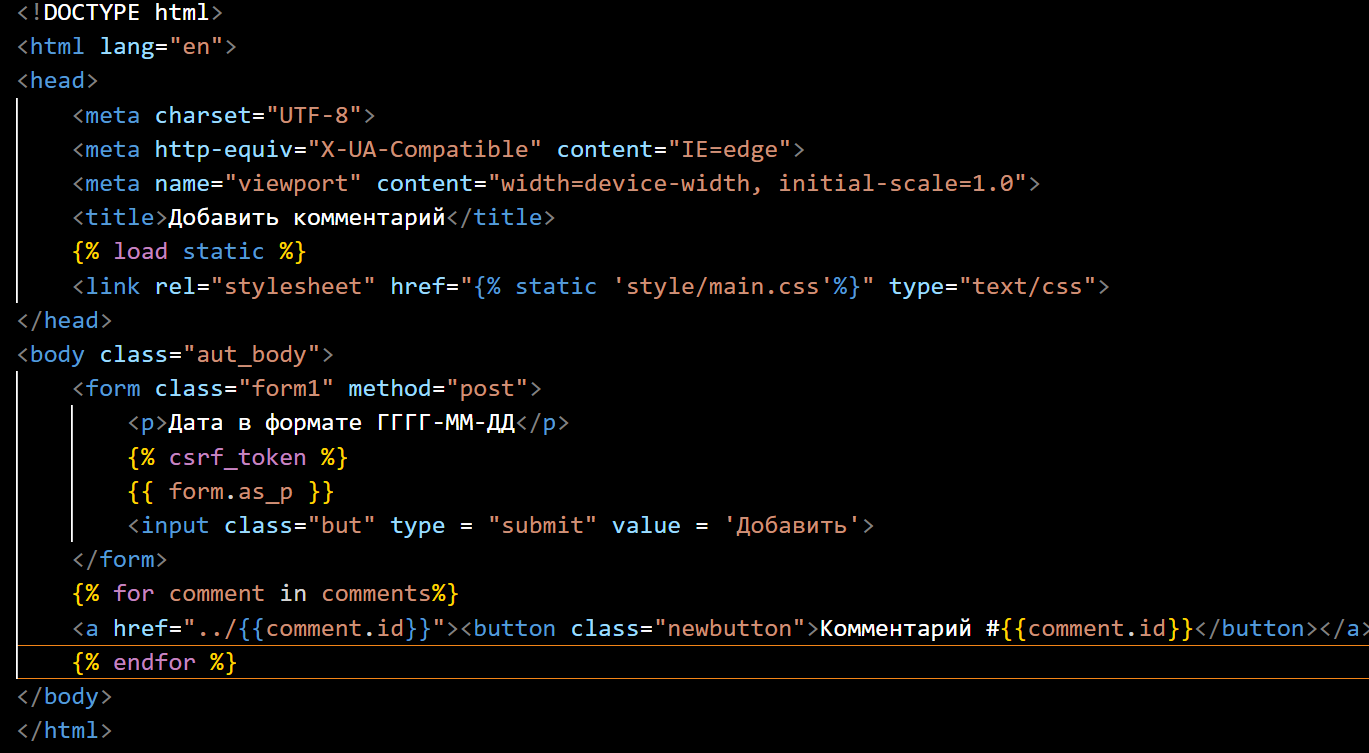 <!DOCTYPE html>
<html lang="en">
<head>
    <meta charset="UTF-8">
    <meta http-equiv="X-UA-Compatible" content="IE=edge">
    <meta name="viewport" content="width=device-width, initial-scale=1.0">
    <title>Добавить комментарий</title>
    {% load static %}
    <link rel="stylesheet" href="{% static 'style/main.css'%}" type="text/css">
</head>
<body class="aut_body">
    <form class="form1" method="post">
        <p>Дата в формате ГГГГ-ММ-ДД</p>
        {% csrf_token %}
        {{ form.as_p }}
        <input class="but" type = "submit" value = 'Добавить'>
    </form>
    {% for comment in comments%}
    <a href="../{{comment.id}}"><button class="newbutton">Комментарий #{{comment.id}}</button></a>
    {% endfor %}
</body>
</html>